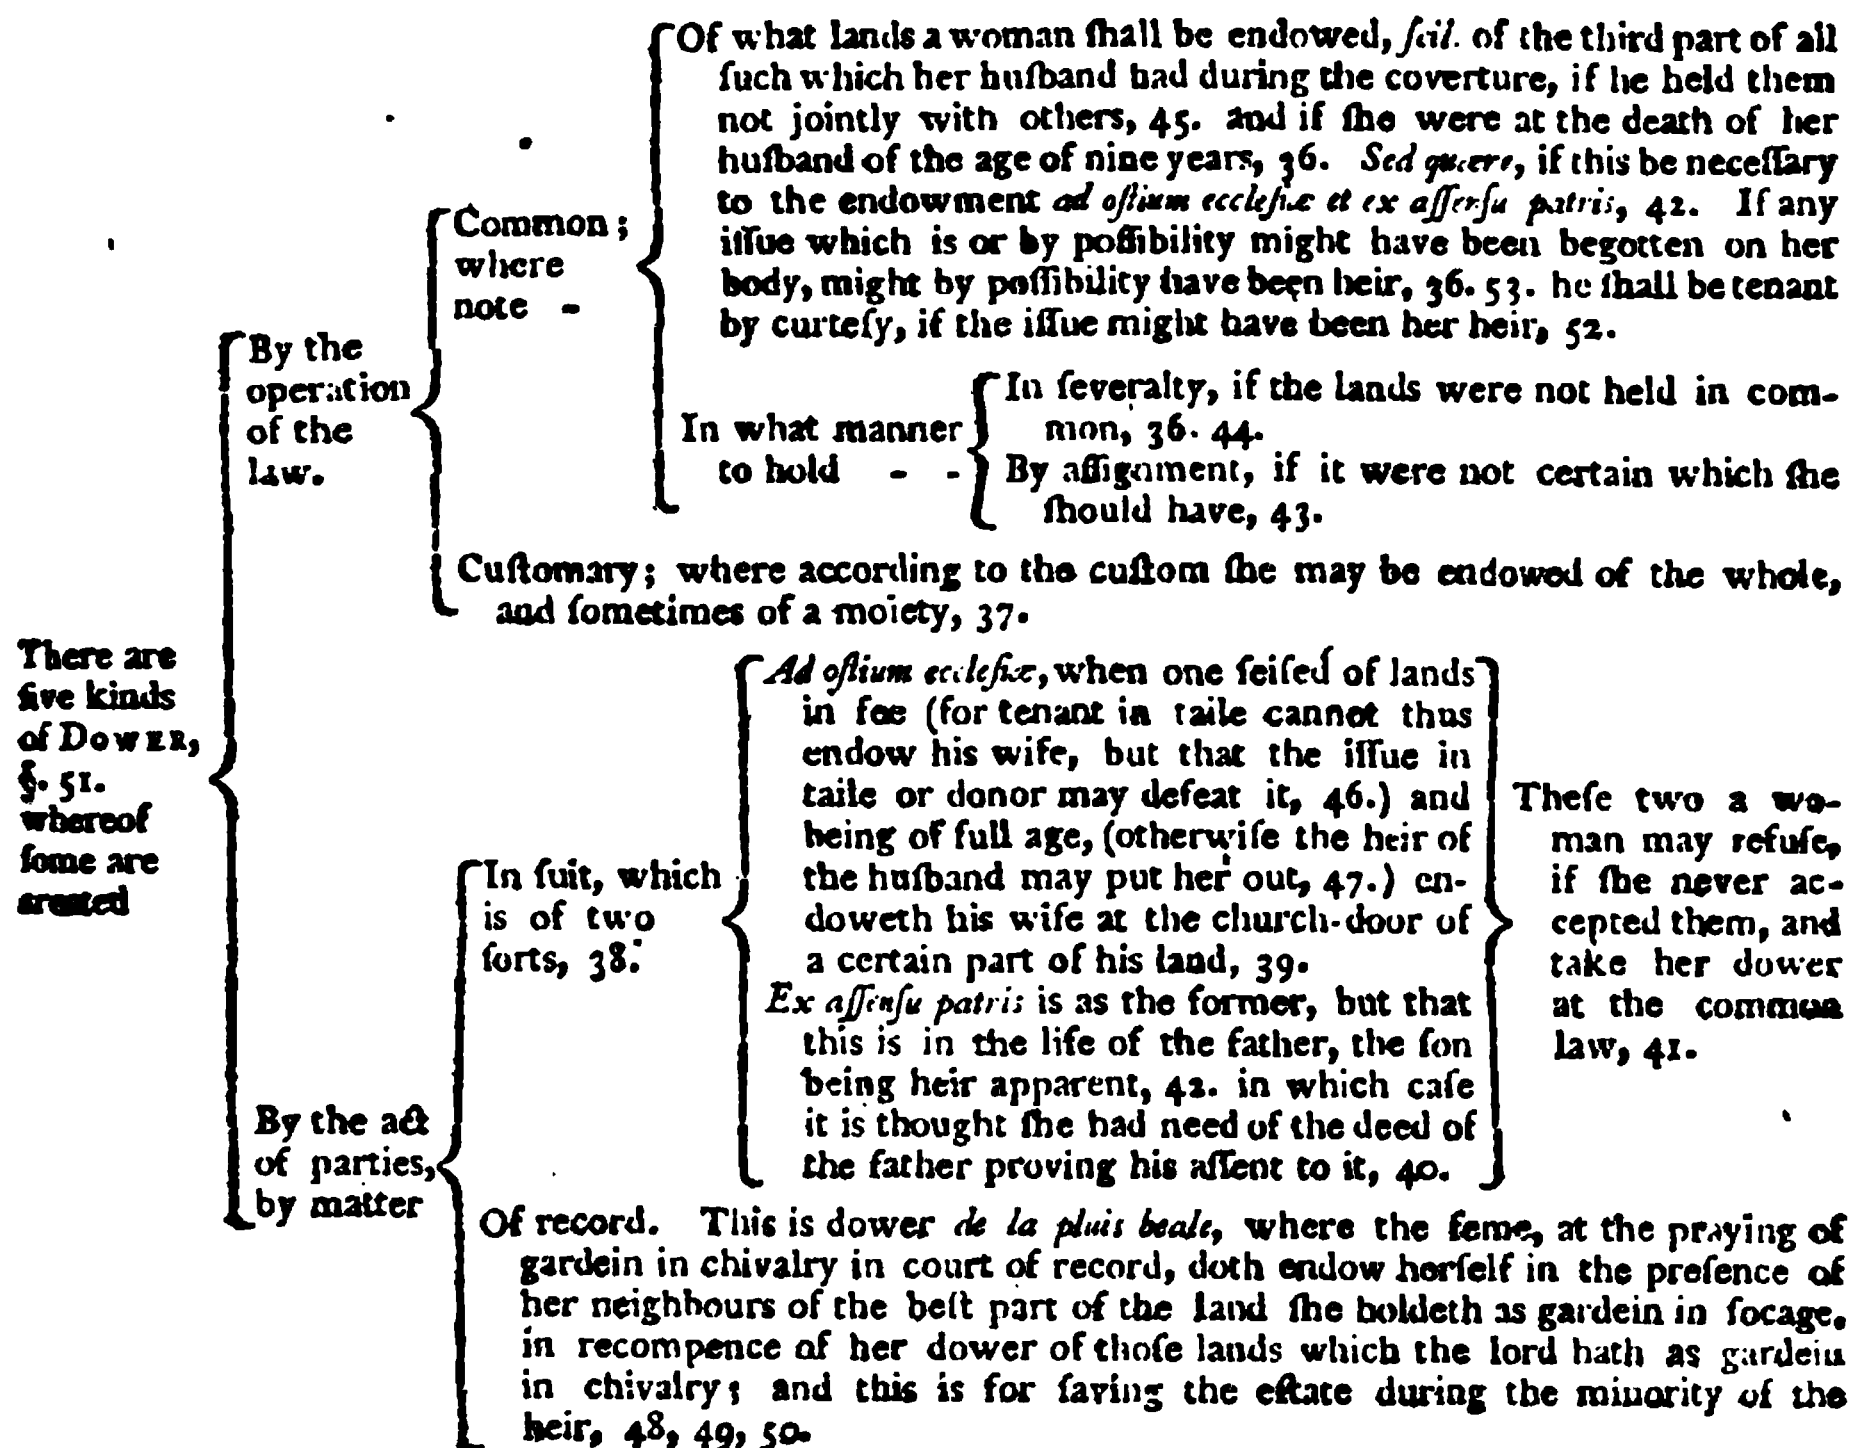 There are
five kinds
of DOWER,
§. 51.
whereof
some are
created
By the
operation
of the
law.
Common;
where
note -
Of what lands a woman ſhall be endowed, ſcil. of the third part of all
ſuch which her huſband had during the coverture, if he held them
not jointly with others, 45. and if ſhe were at the death of her
huſband of the age of nine years, 36. Sed quære, if this be neceſſary
to the endowment ad oſtium eccleſiæ et ex aſſenſu patris, 42. If any
iſſue which is or by poſſibility might have been begotten on her
body, might by poſſibility have been heir, 36. 53. he ſhall be tenant
by curteſy, if the iſſue might have been her heir, 52.
In what manner
to hold - -
In ſeveralty, if the lands were not held in com-
mon, 36. 44.
By aſſignment, if it were not certain which ſhe
ſhould have, 43.
Cuſtomary; where according to the cuſtom ſhe may be endowed of the whole,
and ſometimes of a moiety, 37.
By the act
of parties,
by matter
In ſuit, which
is of two
ſorts, 38.
Ad oſtium eccleſiæ, when one ſeiſed of lands
in fee (for tenant in taile cannot thus
endow his wife, but that the iſſue in
taile or donor may defeat it, 46.) and
being of full age, (otherwiſe the heir of
the huſband may put her out, 47.) en-
doweth his wife at the church-door of
a certain part of his land, 39.
Ex aſſenſu patris is as the former, but that
this is in the life of the father, the ſon
being heir apparent, 42. in which caſe
it is thought ſhe had need of the deed of
the father proving his aſſent to it, 40.
Theſe two a wo-
man may refuſe,
if ſhe never ac-
cepted them, and
take her dower
at the common
law, 41.
Of record. This is dower de la pluis beale, where the feme, at the praying of
gardein in chivalry in court of record, doth endow herſelf in the preſence of
her neighbours of the beſt part of the land ſhe holdeth as gardein in ſocage.
in recompence of her dower of thoſe lands which the lord hath as gardein
in chivalry; and this is for ſaving the eſtate during the minority of the
heir, 48, 49, 50.